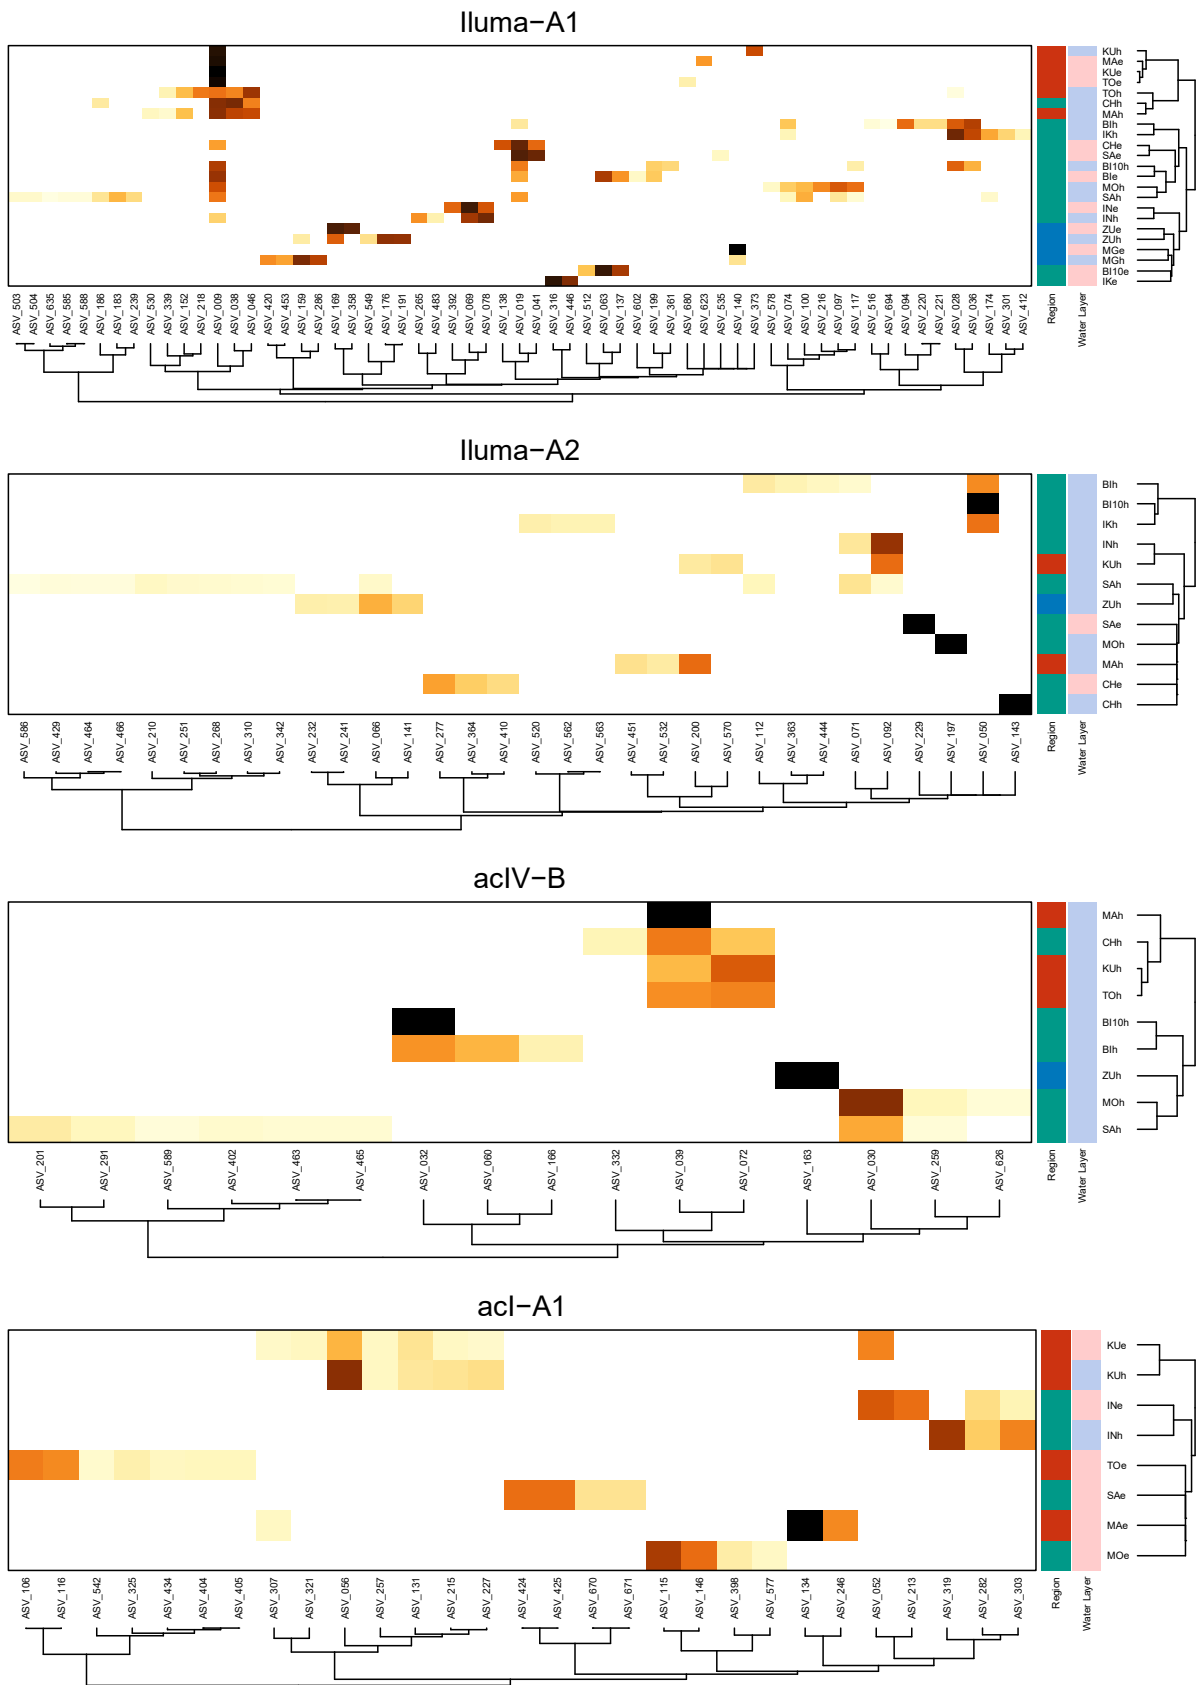 Iluma−A1
KUh
MAe
KUe
TOe
TOh
CHh
MAh
BIh
IKh
CHe
SAe
BI10h
BIe
MOh
SAh
INe
INh
ZUe
ZUh
MGe
MGh
BI10e
IKe
ASV_503 ASV_504 ASV_635 ASV_585 ASV_588 ASV_186 ASV_183 ASV_239 ASV_530 ASV_339 ASV_152 ASV_218 ASV_009 ASV_038 ASV_046 ASV_420 ASV_453 ASV_159 ASV_286 ASV_169 ASV_358 ASV_549 ASV_176 ASV_191 ASV_265 ASV_483 ASV_392 ASV_069 ASV_078 ASV_138 ASV_019 ASV_041 ASV_316 ASV_446 ASV_512 ASV_063 ASV_137 ASV_602 ASV_199 ASV_361 ASV_680 ASV_623 ASV_535 ASV_140 ASV_373 ASV_578 ASV_074 ASV_100 ASV_216 ASV_097 ASV_117 ASV_516 ASV_694 ASV_094 ASV_220 ASV_221 ASV_028 ASV_036 ASV_174 ASV_301 ASV_412 Region Water Layer
Iluma−A2
BIh
BI10h
IKh
INh
KUh
SAh
ZUh
SAe
MOh
MAh
CHe
CHh
ASV_586 ASV_429 ASV_464 ASV_466 ASV_210 ASV_251 ASV_268 ASV_310 ASV_342 ASV_232 ASV_241 ASV_066 ASV_141 ASV_277 ASV_364 ASV_410 ASV_520 ASV_562 ASV_563 ASV_451 ASV_532 ASV_200 ASV_570 ASV_112 ASV_363 ASV_444 ASV_071 ASV_092 ASV_229 ASV_197 ASV_050 ASV_143 Region Water Layer
acIV−B
MAh
CHh
KUh
TOh
BI10h
BIh
ZUh
MOh
SAh
ASV_201 ASV_291 ASV_589 ASV_402 ASV_463 ASV_465 ASV_032 ASV_060 ASV_166 ASV_332 ASV_039 ASV_072 ASV_163 ASV_030 ASV_259 ASV_626 Region Water Layer
acI−A1
KUe
KUh
INe
INh
TOe
SAe
MAe
MOe
ASV_106 ASV_116 ASV_542 ASV_325 ASV_434 ASV_404 ASV_405 ASV_307 ASV_321 ASV_056 ASV_257 ASV_131 ASV_215 ASV_227 ASV_424 ASV_425 ASV_670 ASV_671 ASV_115 ASV_146 ASV_398 ASV_577 ASV_134 ASV_246 ASV_052 ASV_213 ASV_319 ASV_282 ASV_303 Region Water Layer